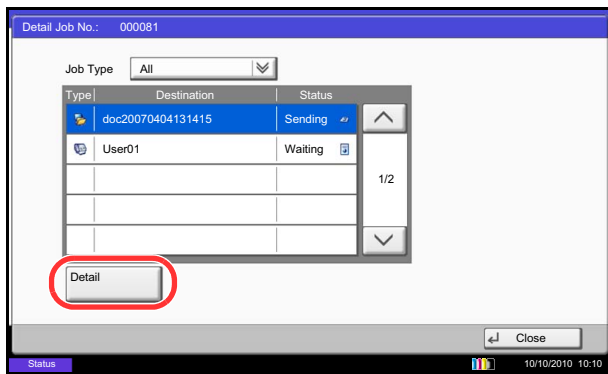 Detail Job No.: 000081
Job Type All
Type Destination Status
doc20070404131415 Sending
User01 Waiting
1/2
Detail
Close
Status 10/10/2010 10:10